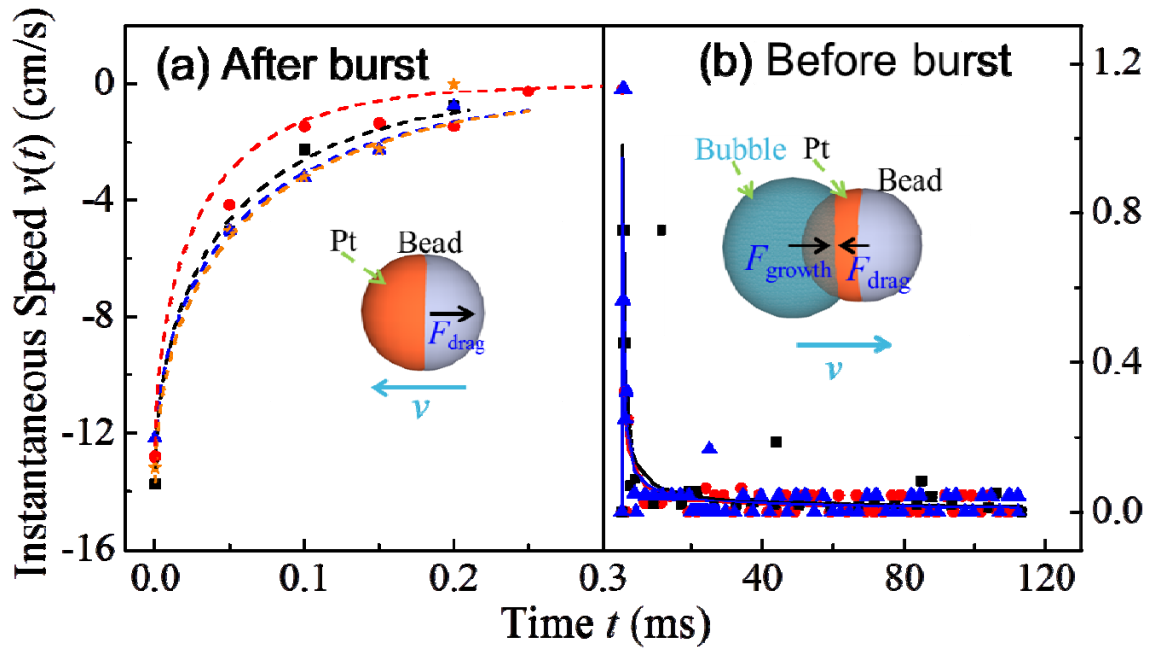 Instantaneous Speed v(t) (cm/s)
(a) After burst
(b) Before burst
0
-4
-8
-12
-16
1.2
0.8
0.4
0.0
Pt
Bead
F_drag
v
Bubble
Pt
Bead
F_growth
F_drag
v
0.0
0.1
0.2
0.3
40
80
120
Time t (ms)